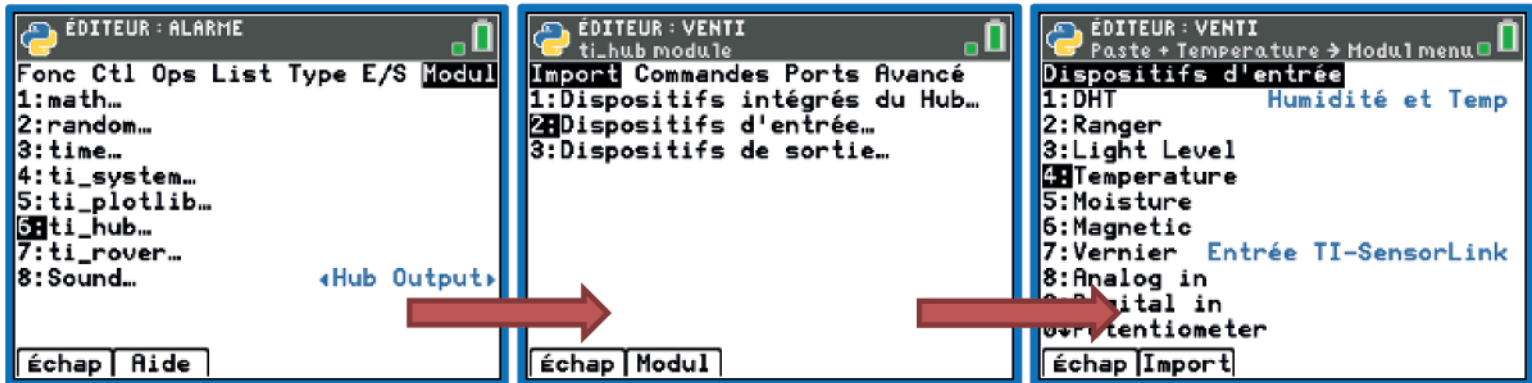 ÉDITEUR : ALARME
Fonc Ctl Ops List Type E/S Modul
1:math…
2:random…
3:time…
4:ti_system…
5:ti_plotlib…
6:ti_hub…
7:ti_rover…
8:Sound… ◂Hub Output▸
Échap Aide
ÉDITEUR : VENTI
ti_hub module
Import Commandes Ports Avancé
1:Dispositifs intégrés du Hub…
2:Dispositifs d'entrée…
3:Dispositifs de sortie…
Échap Modul
ÉDITEUR : VENTI
Paste + Temperature → Modul menu
Dispositifs d'entrée
1:DHT Humidité et Temp
2:Ranger
3:Light Level
4:Temperature
5:Moisture
6:Magnetic
7:Vernier Entrée TI-SensorLink
8:Analog in
9:Digital in
0↓Potentiometer
Échap Import